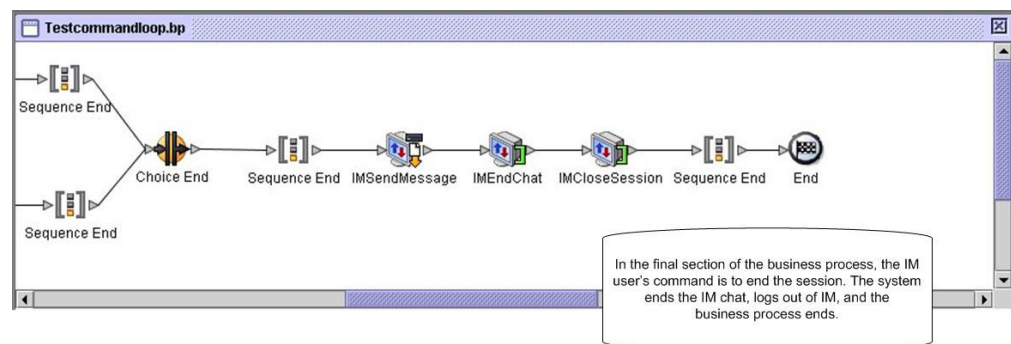 Testcommandloop.bp
Sequence End
Choice End
Sequence End
IMSendMessage
IMEndChat
IMCloseSession
Sequence End
End
Sequence End
In the final section of the business process, the IM
user's command is to end the session. The system
ends the IM chat, logs out of IM, and the
business process ends.